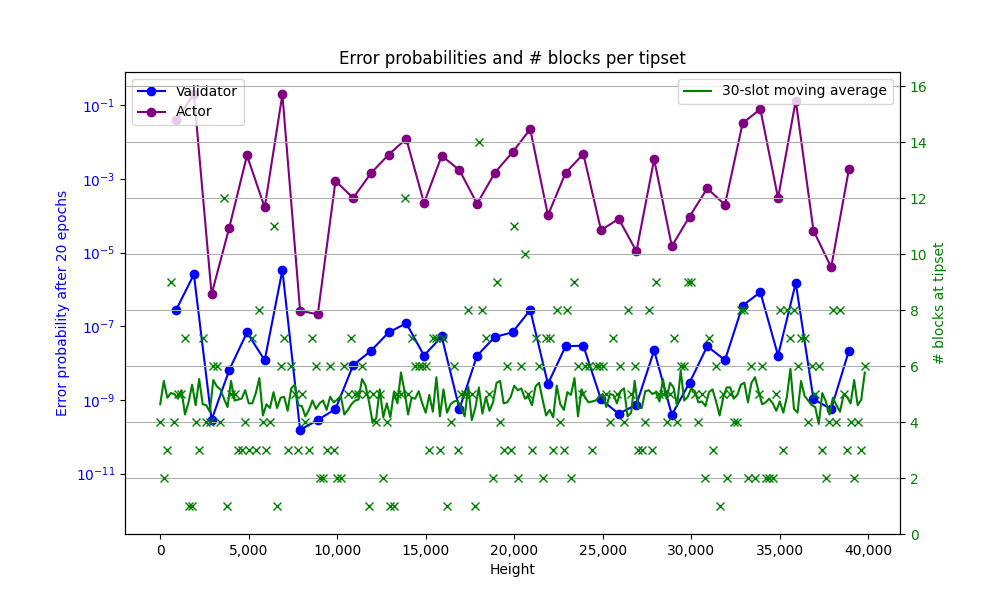 Error probabilities and # blocks per tipset
Validator
Actor
30-slot moving average
Error probability after 20 epochs
10⁻¹
10⁻³
10⁻⁵
10⁻⁷
10⁻⁹
10⁻¹¹
16
14
12
10
8
6
4
2
0
# blocks at tipset
0 5,000 10,000 15,000 20,000 25,000 30,000 35,000 40,000
Height